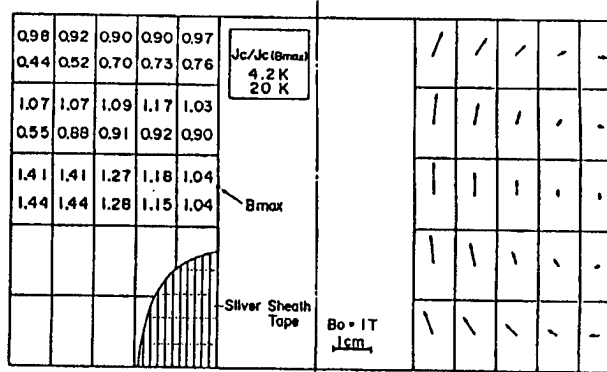 0.98 0.92 0.90 0.90 0.97
0.44 0.52 0.70 0.73 0.76
1.07 1.07 1.09 1.17 1.03
0.55 0.88 0.91 0.92 0.90
1.41 1.41 1.27 1.18 1.04
1.44 1.44 1.28 1.15 1.04
Jc/Jc(Bmax)
4.2K
20 K
Bmax
Silver Sheath
Tape
Bo = 1T
1cm